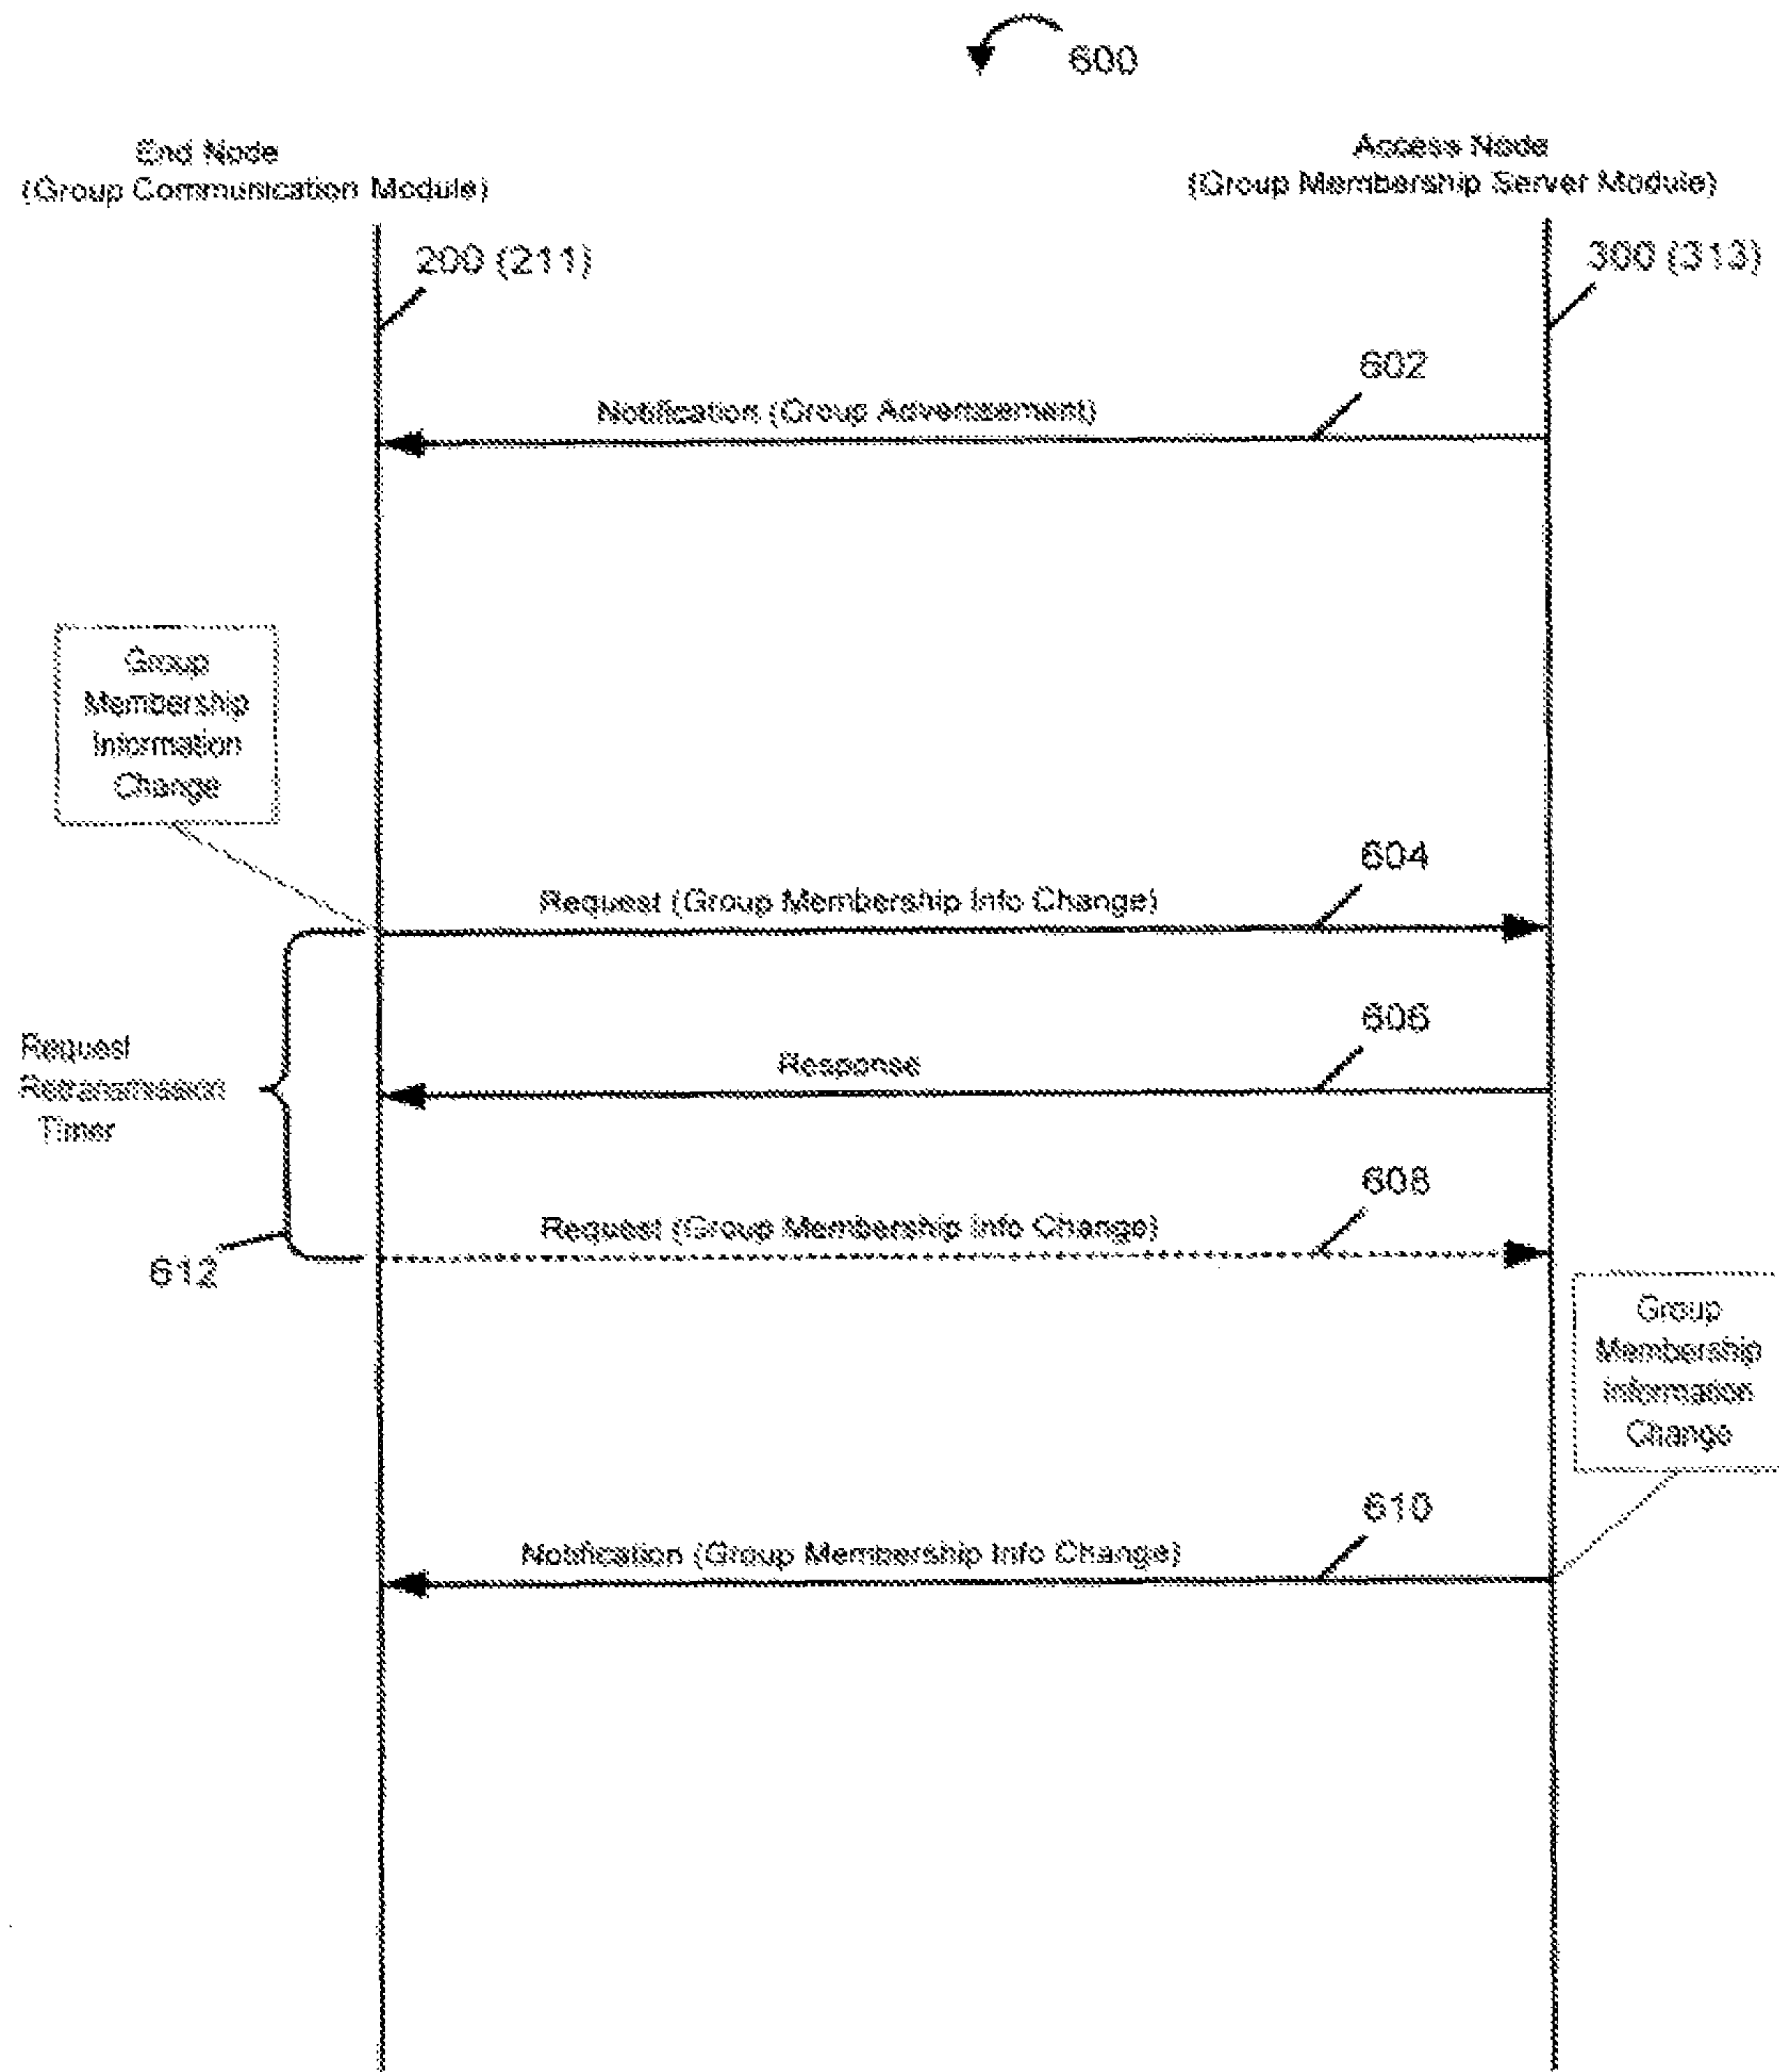 600
End Node
(Group Communication Module)
Access Node
(Group Membership Server Module)
200 (211)
300 (313)
602
Notification (Group Advertisement)
Group
Membership
Information
Change
604
Request (Group Membership Info Change)
606
Response
Request
Retransmission
Timer
608
Request (Group Membership Info Change)
612
Group
Membership
Information
Change
610
Notification (Group Membership Info Change)